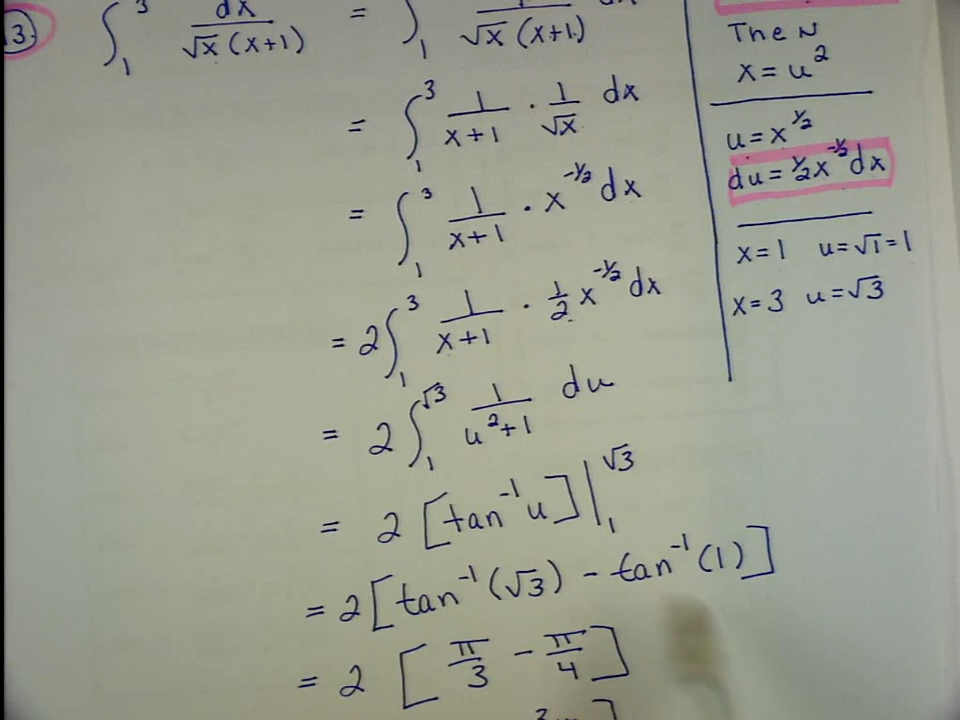 3. ∫₁³ dx/(√x (x+1)) = ∫₁³ 1/(√x (x+1)) dx
= ∫₁³ 1/(x+1) · 1/√x dx
= ∫₁³ 1/(x+1) · x^(-1/2) dx
= 2∫₁³ 1/(x+1) · 1/2 x^(-1/2) dx
= 2∫₁^√3 1/(u²+1) du
= 2 [tan⁻¹ u] |₁^√3
= 2 [tan⁻¹ (√3) - tan⁻¹ (1)]
= 2 [π/3 - π/4]
Then
x = u²
u = x^(1/2)
du = 1/2 x^(-1/2) dx
x = 1 u = √1 = 1
x = 3 u = √3